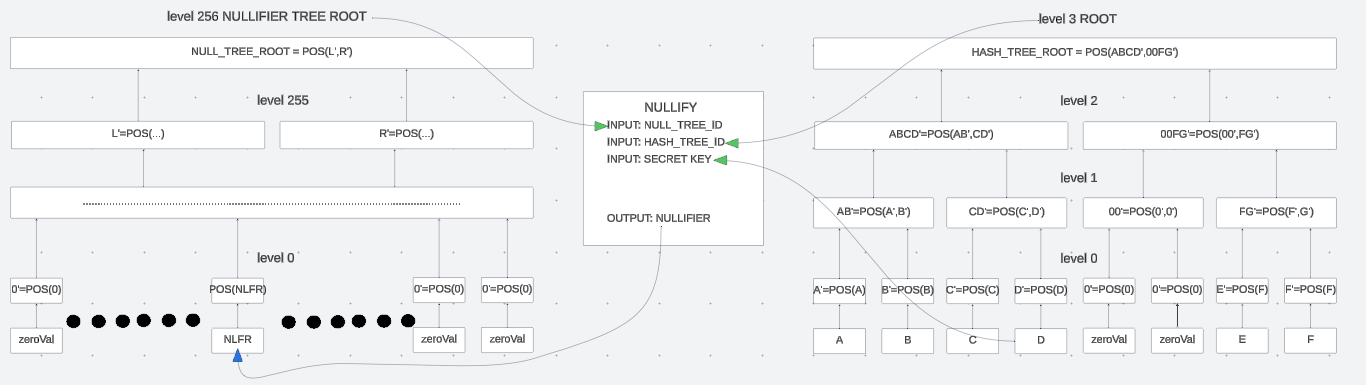 level 256 NULLIFIER TREE ROOT
NULL_TREE_ROOT = POS(L',R')
level 255
L'=POS(...)
R'=POS(...)
level 0
0'=POS(0)
POS(NLFR)
0'=POS(0)
0'=POS(0)
zeroVal
NLFR
zeroVal
zeroVal
NULLIFY
INPUT: NULL_TREE_ID
INPUT: HASH_TREE_ID
INPUT: SECRET KEY
OUTPUT: NULLIFIER
level 3 ROOT
HASH_TREE_ROOT = POS(ABCD',00FG')
level 2
ABCD'=POS(AB',CD')
00FG'=POS(00',FG')
level 1
AB'=POS(A',B')
CD'=POS(C',D')
00'=POS(0',0')
FG'=POS(F',G')
level 0
A'=POS(A)
B'=POS(B)
C'=POS(C)
D'=POS(D)
0'=POS(0)
0'=POS(0)
E'=POS(F)
F'=POS(F)
A
B
C
D
zeroVal
zeroVal
E
F